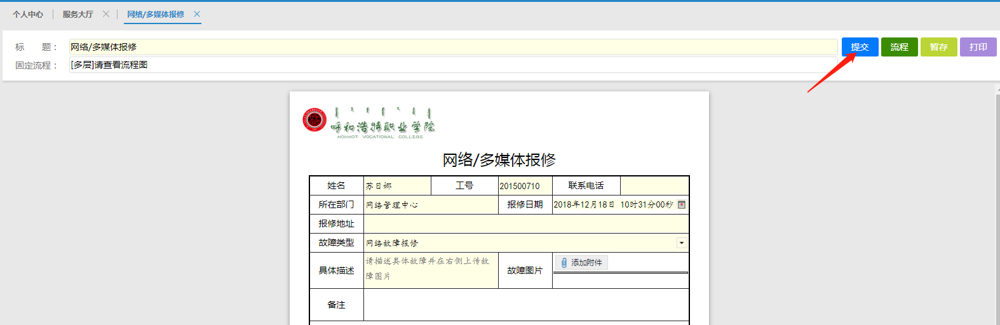 个人中心 服务大厅 网络/多媒体报修
标 题： 网络/多媒体报修 提交 流程 暂存 打印
固定流程： [多层]请查看流程图
呼和浩特职业学院
HOHHOT VOCATIONAL COLLEGE
网络/多媒体报修
姓名 苏日娜 工号 201500710 联系电话
所在部门 网络管理中心 报修日期 2018年12月18日 10时31分00秒
报修地址
故障类型 网络故障报修
具体描述 请描述具体故障并在右侧上传故障图片 故障图片 添加附件
备注